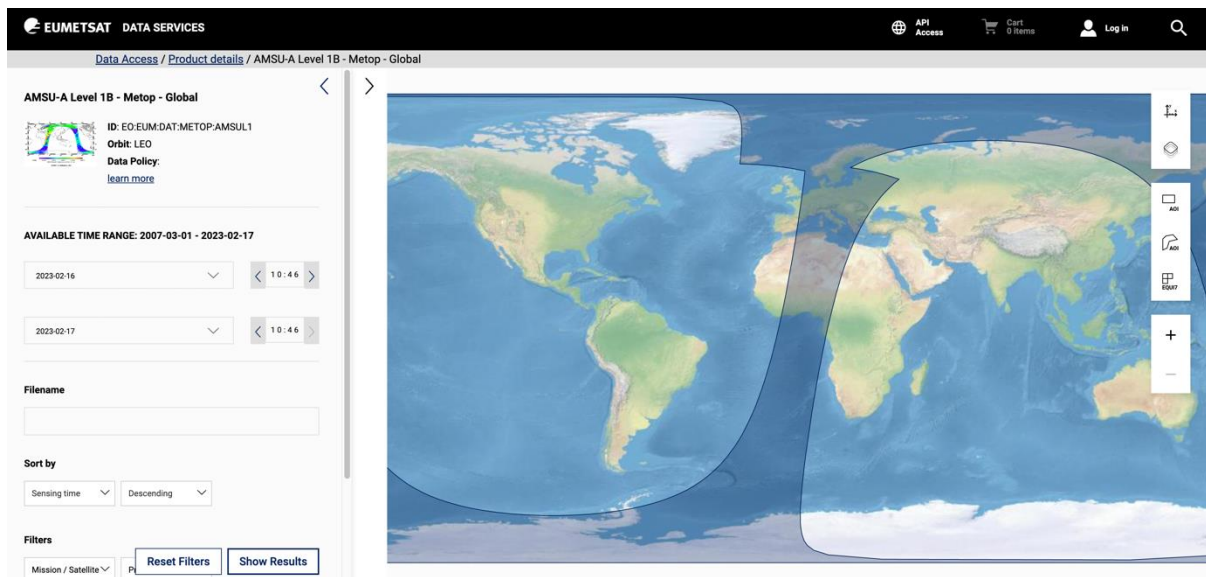 EUMETSAT DATA SERVICES
API Access
Cart 0 items
Log in
Data Access / Product details / AMSU-A Level 1B - Metop - Global
AMSU-A Level 1B - Metop - Global
ID: EO:EUM:DAT:METOP:AMSUL1
Orbit: LEO
Data Policy:
learn more
AVAILABLE TIME RANGE: 2007-03-01 - 2023-02-17
2023-02-16
10:46
2023-02-17
10:46
Filename
Sort by
Sensing time
Descending
Filters
Mission / Satellite
Reset Filters
Show Results
AOI
AOI
EQUI7